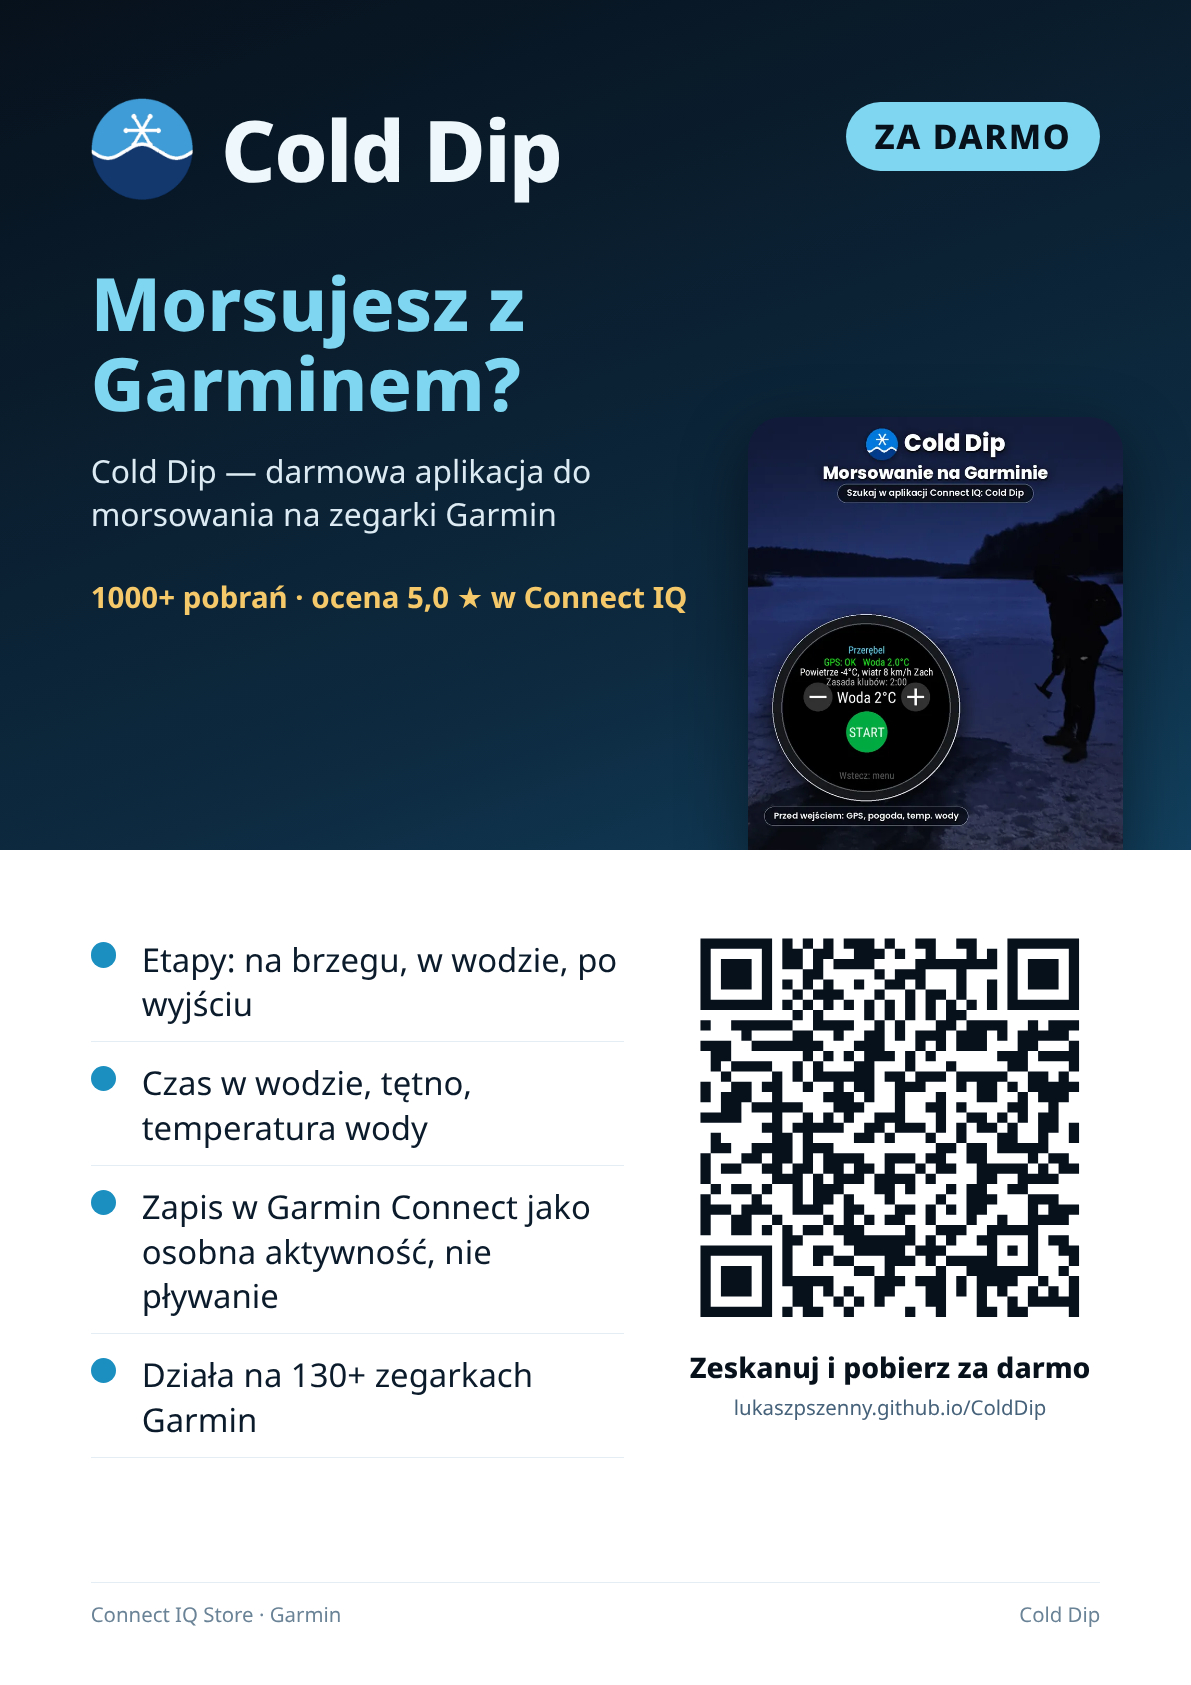 Cold Dip
ZA DARMO
Morsujesz z
Garminem?
Cold Dip — darmowa aplikacja do
morsowania na zegarki Garmin
1000+ pobrań · ocena 5,0 ★ w Connect IQ
Cold Dip
Morsowanie na Garminie
Szukaj w aplikacji Connect IQ: Cold Dip
Przerębel
GPS: OK Woda 2.0°C
Powietrze -4°C, wiatr 8 km/h Zach
Zasada klubów: 2:00
− Woda 2°C +
START
Wstecz: menu
Przed wejściem: GPS, pogoda, temp. wody
Etapy: na brzegu, w wodzie, po
wyjściu
Czas w wodzie, tętno,
temperatura wody
Zapis w Garmin Connect jako
osobna aktywność, nie
pływanie
Działa na 130+ zegarkach
Garmin
Zeskanuj i pobierz za darmo
lukaszpszenny.github.io/ColdDip
Connect IQ Store · Garmin
Cold Dip